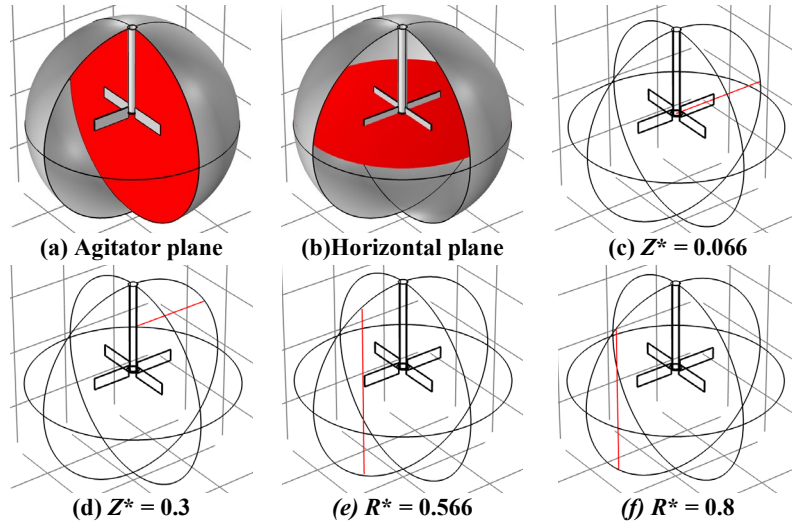 (a) Agitator plane
(b)Horizontal plane
(c) Z* = 0.066
(d) Z* = 0.3
(e) R* = 0.566
(f) R* = 0.8